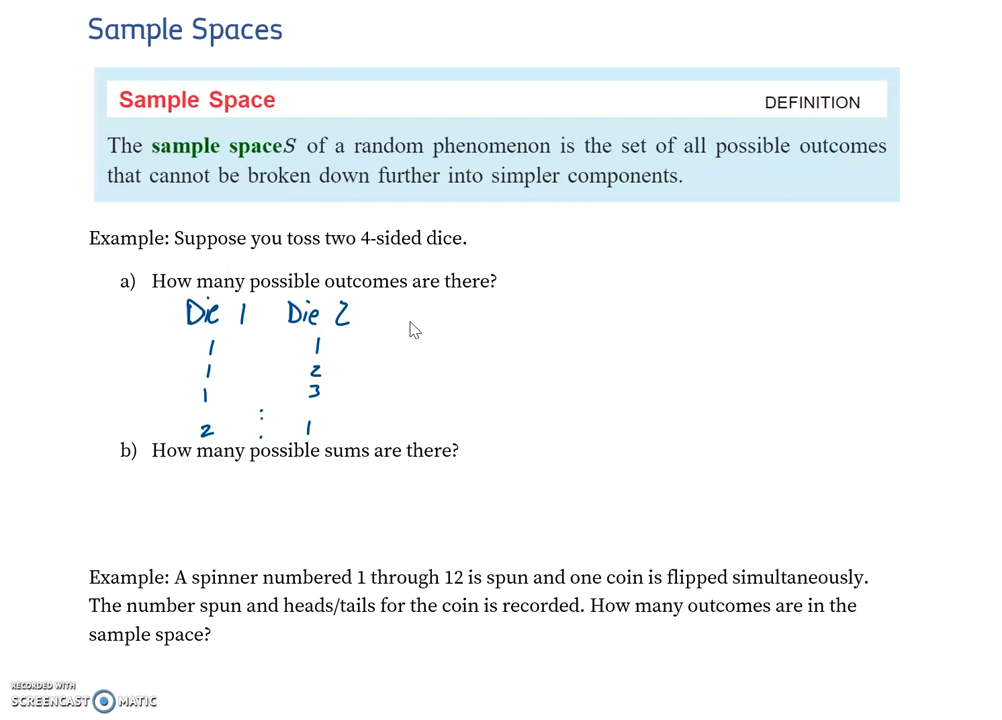 Sample Spaces
Sample Space DEFINITION
The sample spaceS of a random phenomenon is the set of all possible outcomes
that cannot be broken down further into simpler components.
Example: Suppose you toss two 4-sided dice.
a) How many possible outcomes are there?
Die 1 Die 2
1 1
1 2
1 3
:
2 . 1
b) How many possible sums are there?
Example: A spinner numbered 1 through 12 is spun and one coin is flipped simultaneously.
The number spun and heads/tails for the coin is recorded. How many outcomes are in the
sample space?
RECORDED WITH
SCREENCAST MATIC